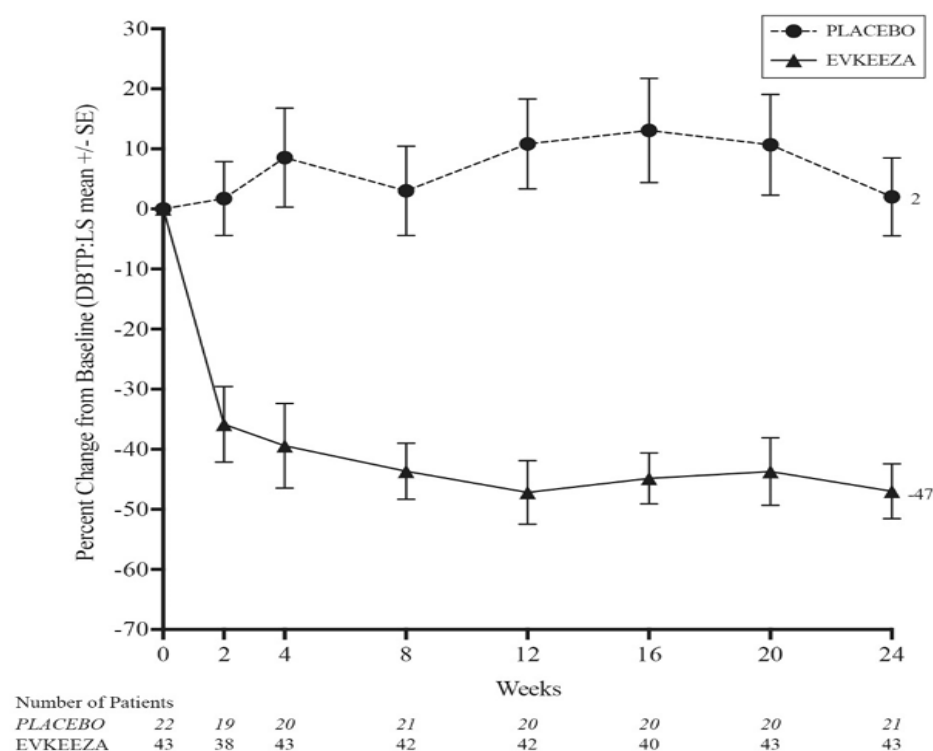 30
PLACEBO
EVKEEZA
20
10
0
-10
-20
-30
-40
-50
-60
-70
Percent Change from Baseline (DBTP:LS mean +/- SE)
2
-47
0 2 4 8 12 16 20 24
Weeks
Number of Patients
PLACEBO 22 19 20 21 20 20 20 21
EVKEEZA 43 38 43 42 42 40 43 43